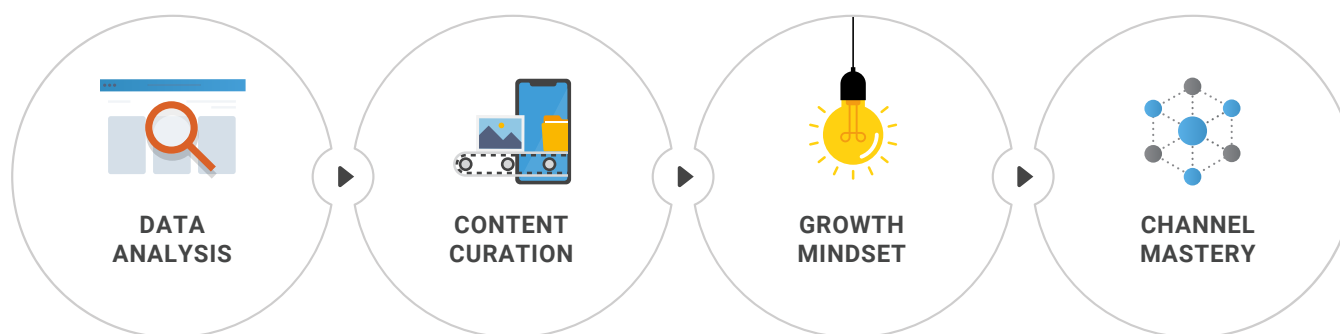 DATA
ANALYSIS
CONTENT
CURATION
GROWTH
MINDSET
CHANNEL
MASTERY